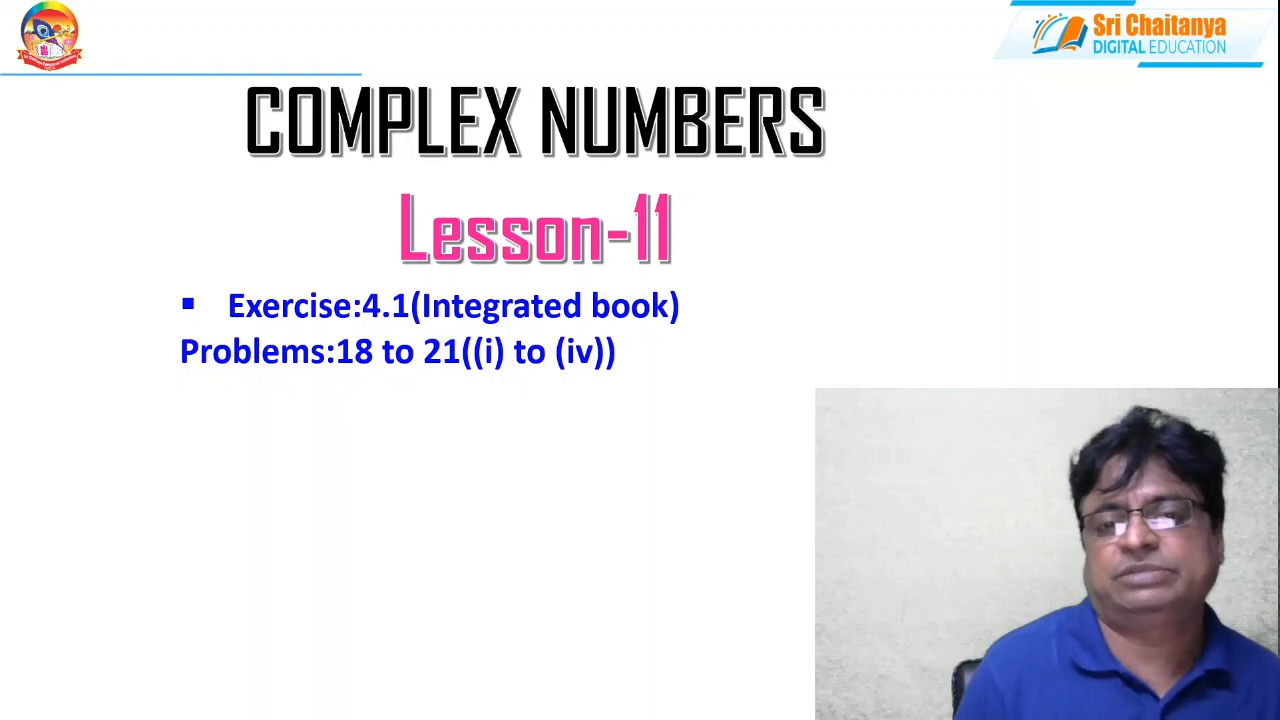 Sri Chaitanya
DIGITAL EDUCATION
COMPLEX NUMBERS
Lesson-11
▪ Exercise:4.1(Integrated book)
Problems:18 to 21((i) to (iv))